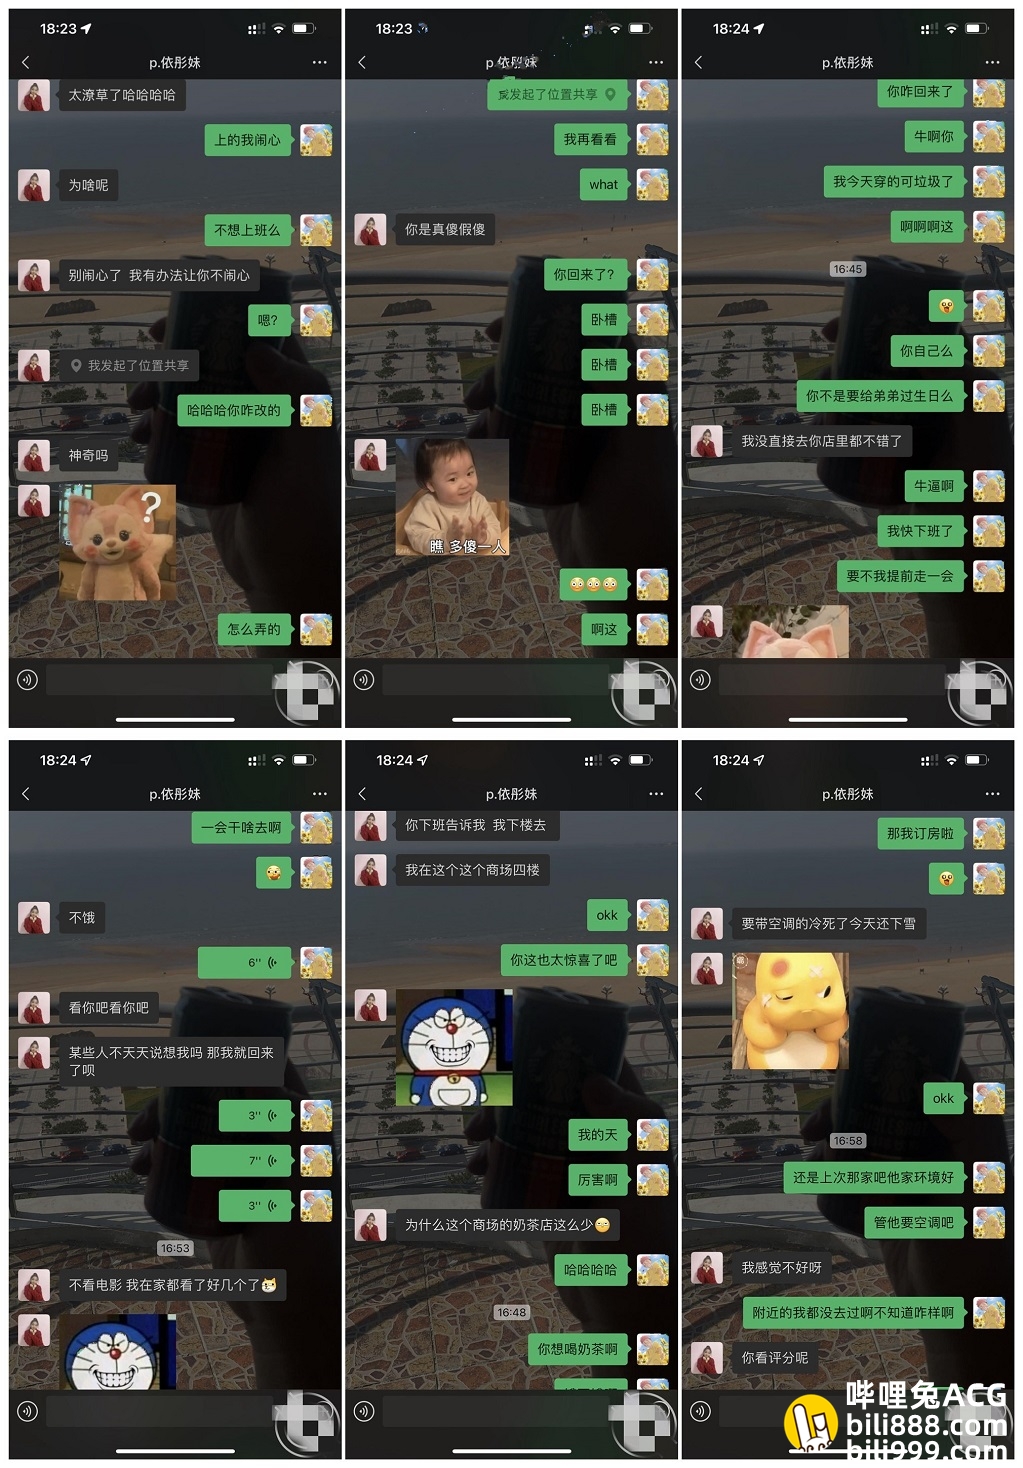 18:23
p.依彤妹
太潦草了哈哈哈哈
上的我闹心
为啥呢
不想上班么
别闹心了 我有办法让你不闹心
嗯?
我发起了位置共享
哈哈哈你咋改的
神奇吗
?
怎么弄的
18:23
p.依彤妹
我发起了位置共享
我再看看
what
你是真傻假傻
你回来了?
卧槽
卧槽
卧槽
瞧 多傻一人
啊这
18:24
p.依彤妹
你咋回来了
牛啊你
我今天穿的可垃圾了
啊啊啊这
16:45
你自己么
你不是要给弟弟过生日么
我没直接去你店里都不错了
牛逼啊
我快下班了
要不我提前走一会
18:24
p.依彤妹
一会干啥去啊
不饿
6''
看你吧看你吧
某些人不天天说想我吗 那我就回来
了呗
3''
7''
3''
16:53
不看电影 我在家都看了好几个了
18:24
p.依彤妹
你下班告诉我 我下楼去
我在这个这个商场四楼
okk
你这也太惊喜了吧
我的天
厉害啊
为什么这个商场的奶茶店这么少
哈哈哈哈
16:48
你想喝奶茶啊
18:24
p.依彤妹
那我订房啦
要带空调的冷死了今天还下雪
okk
16:58
还是上次那家吧他家环境好
管他要空调吧
我感觉不好呀
附近的我都没去过啊不知道咋样啊
你看评分呢
哔哩兔ACG
bili888.com
bili999.com